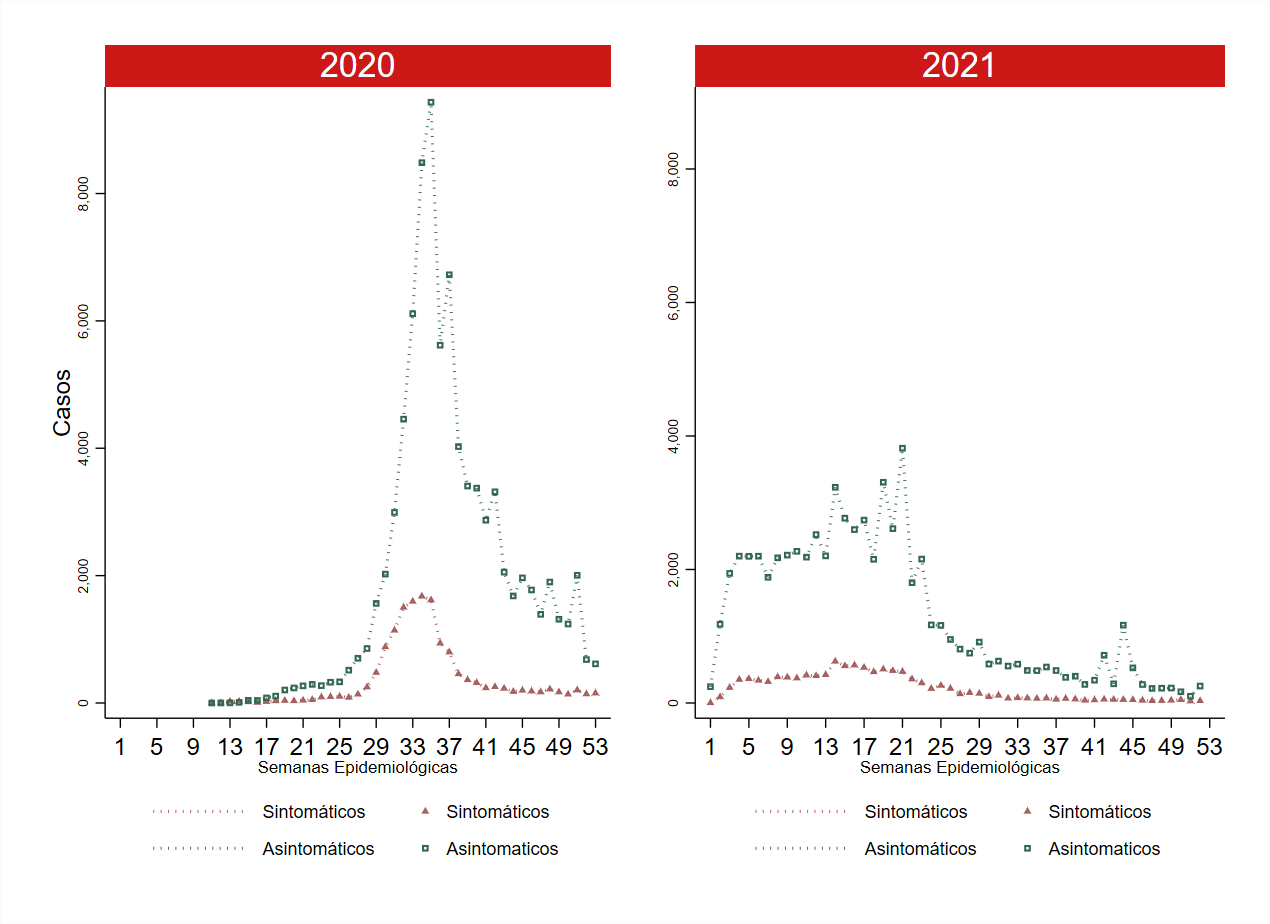 2020
2021
Casos
8,000
6,000
4,000
2,000
0
8,000
6,000
4,000
2,000
0
1 5 9 13 17 21 25 29 33 37 41 45 49 53
Semanas Epidemiológicas
1 5 9 13 17 21 25 29 33 37 41 45 49 53
Semanas Epidemiológicas
Sintomáticos Sintomáticos
Asintomáticos Asintomaticos
Sintomáticos Sintomáticos
Asintomáticos Asintomaticos